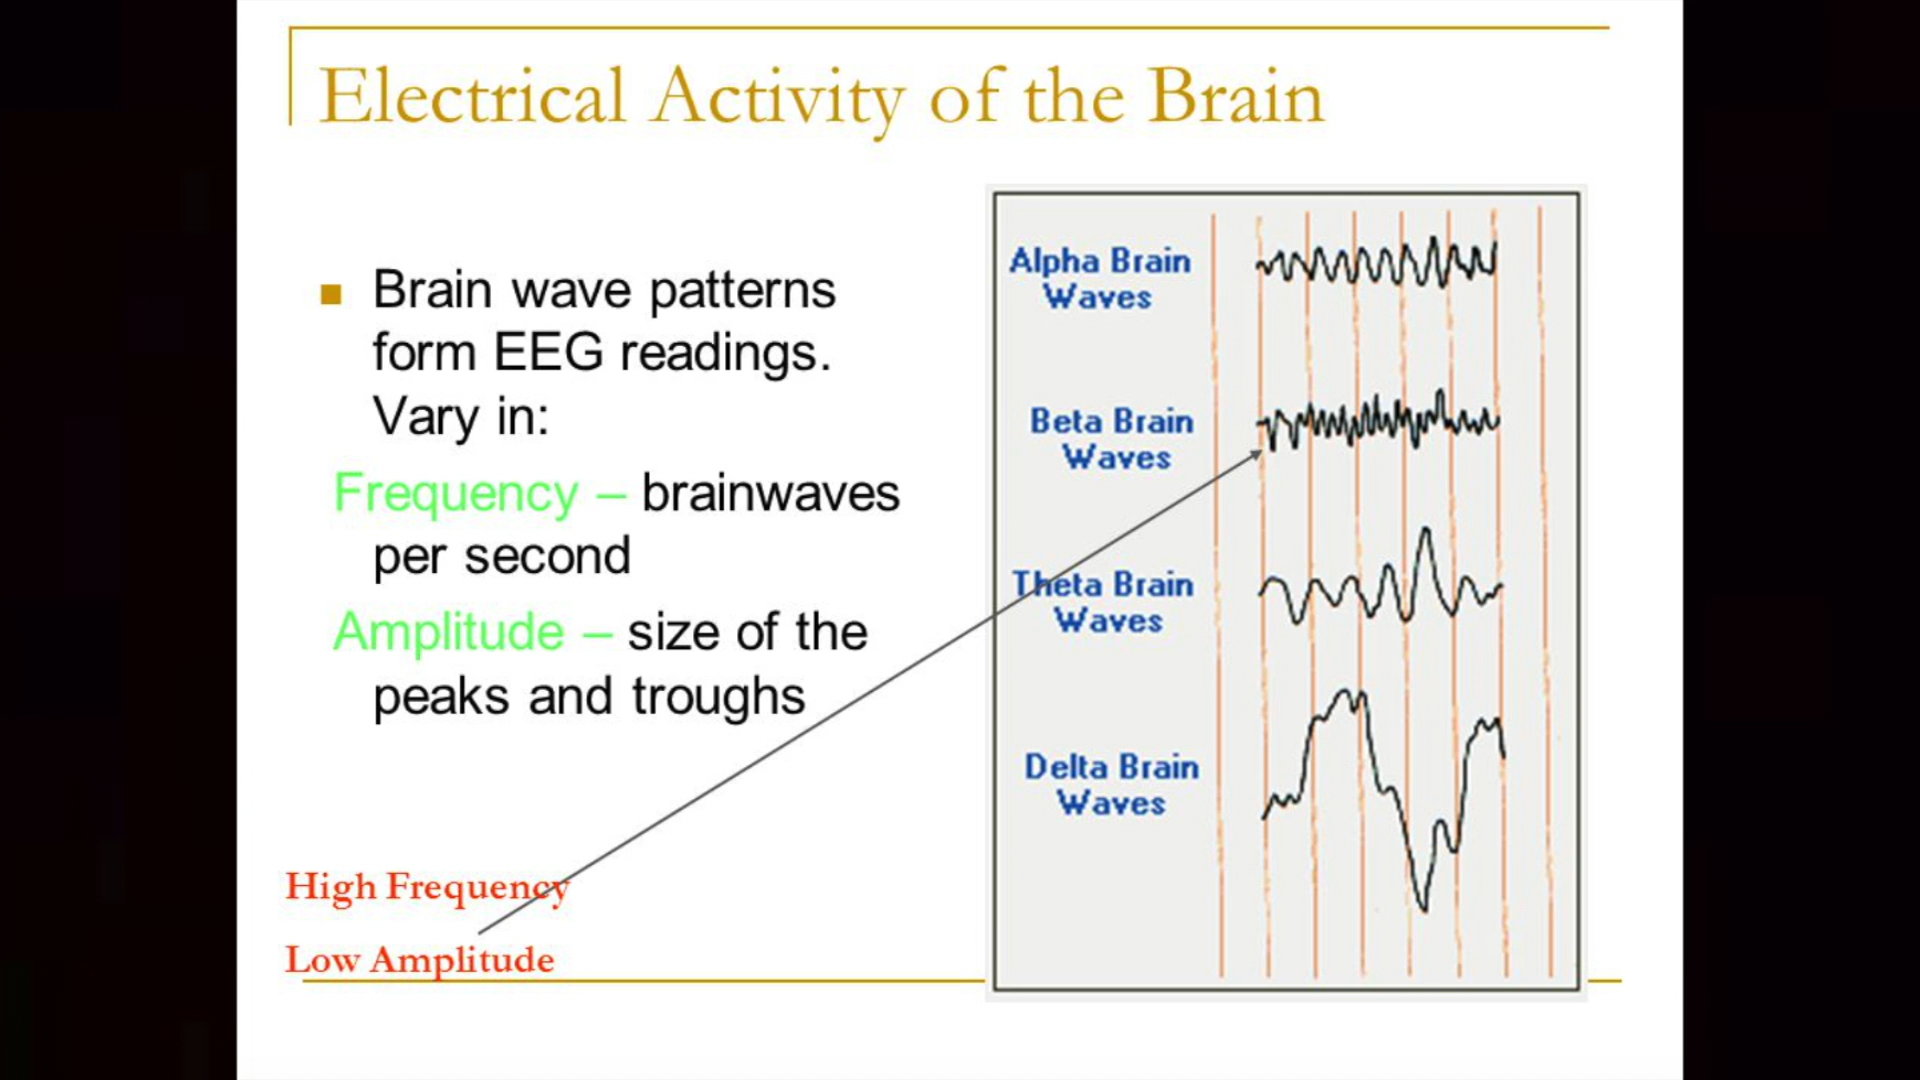 Electrical Activity of the Brain
Brain wave patterns
form EEG readings.
Vary in:
Frequency – brainwaves
per second
Amplitude – size of the
peaks and troughs
High Frequency
Low Amplitude
Alpha Brain
Waves
Beta Brain
Waves
Theta Brain
Waves
Delta Brain
Waves